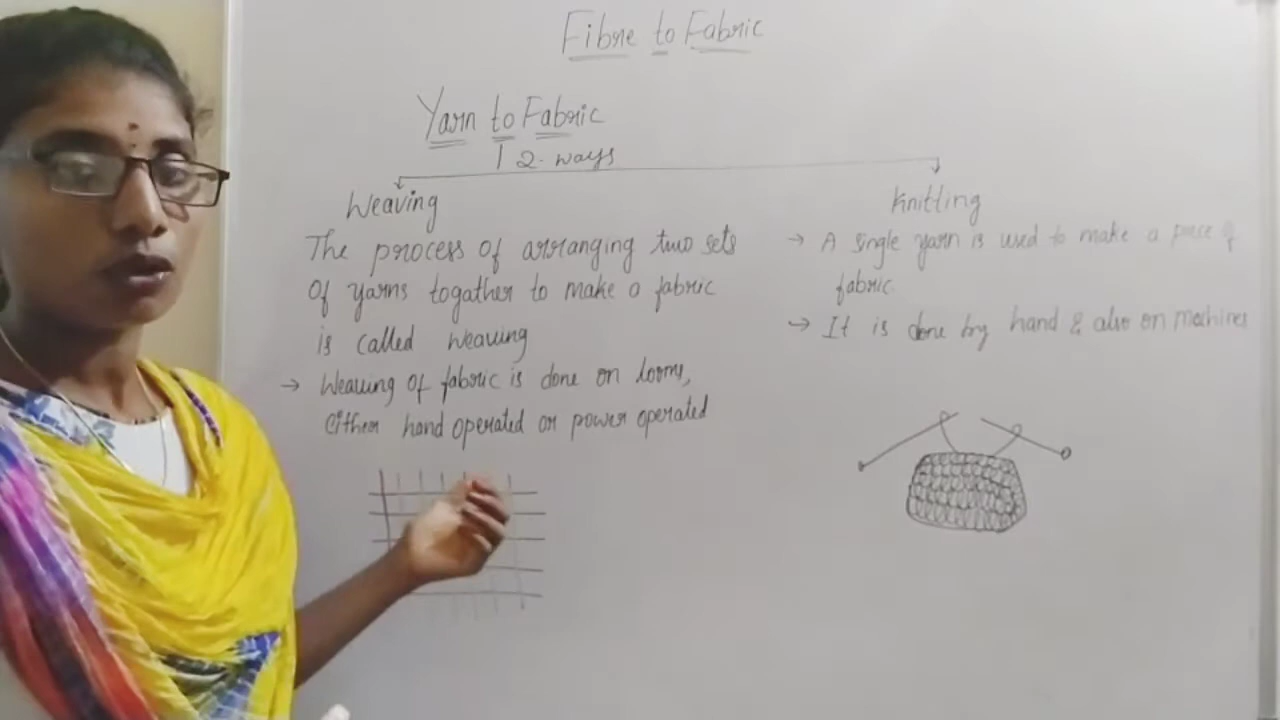 Fibre to Fabric
Yarn to Fabric
2 ways
Weaving
The process of arranging two sets
of yarns togather to make a fabric
is called weaving
→ Weaving of fabric is done on looms,
Either hand operated or power operated
Knitting
→ A single yarn is used to make a piece of
fabric
→ It is done by hand & also on machines